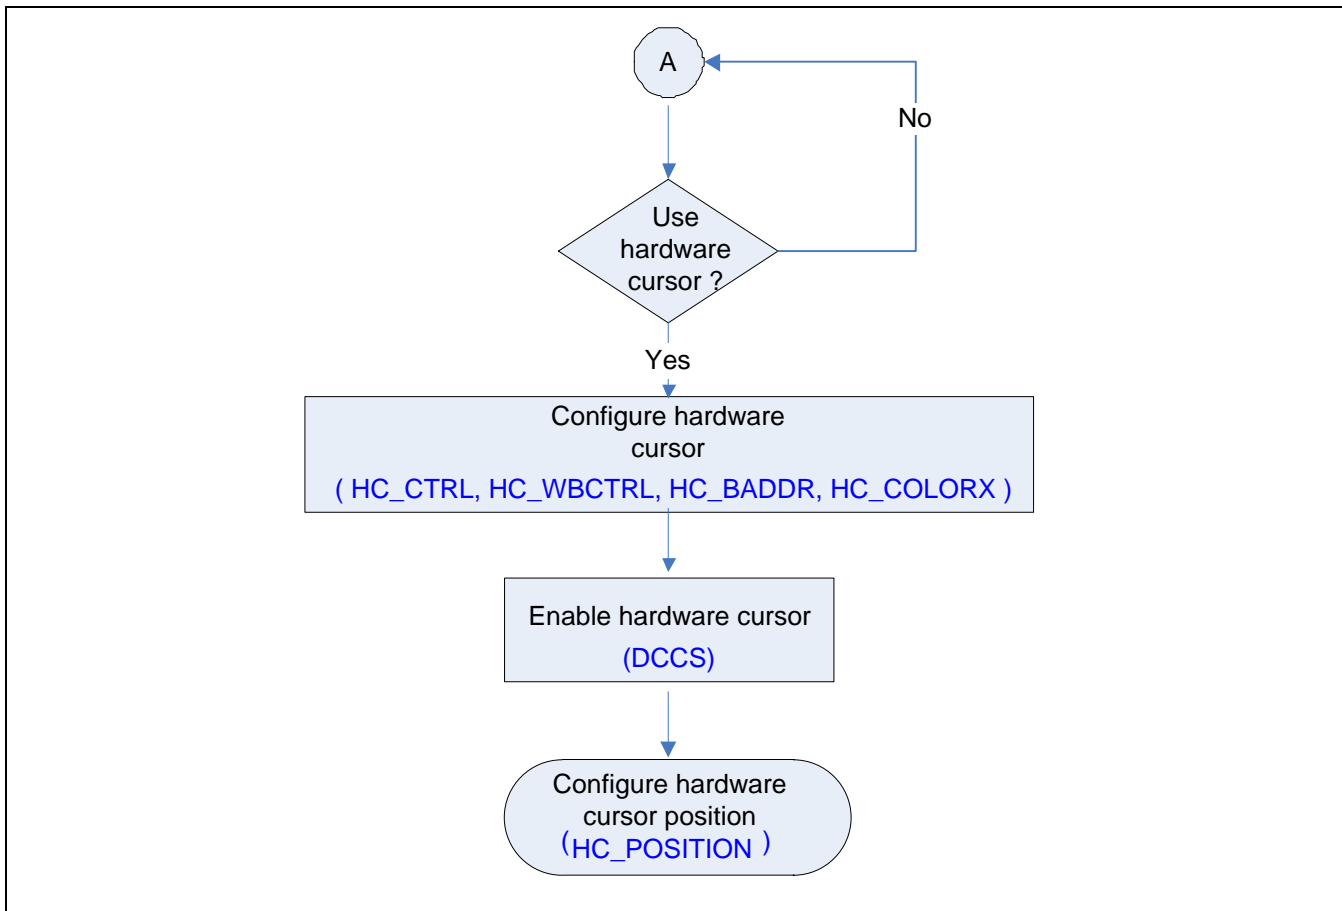 A
No
Use
hardware
cursor ?
Yes
Configure hardware
cursor
( HC_CTRL, HC_WBCTRL, HC_BADDR, HC_COLORX )
Enable hardware cursor
(DCCS)
Configure hardware
cursor position
(HC_POSITION )